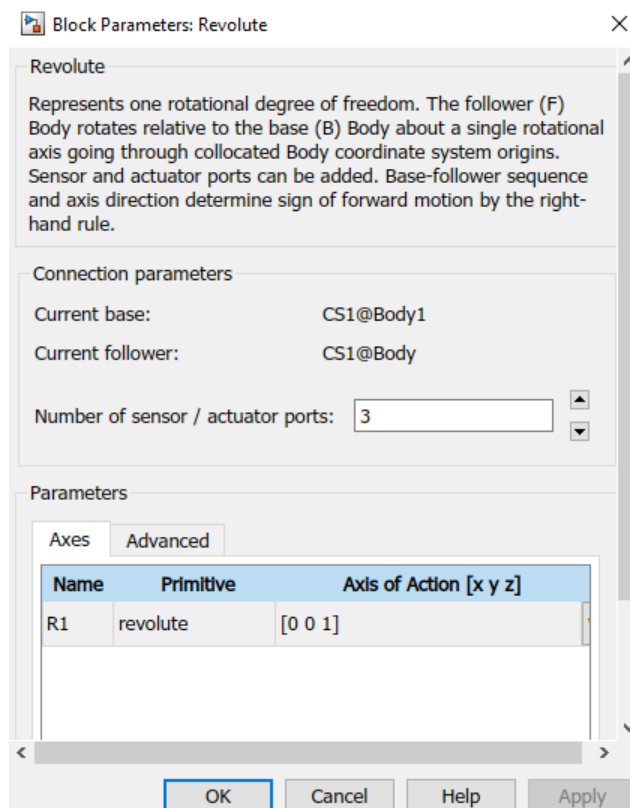 Block Parameters: Revolute
Revolute
Represents one rotational degree of freedom. The follower (F)
Body rotates relative to the base (B) Body about a single rotational
axis going through collocated Body coordinate system origins.
Sensor and actuator ports can be added. Base-follower sequence
and axis direction determine sign of forward motion by the right-
hand rule.
Connection parameters
Current base: CS1@Body1
Current follower: CS1@Body
Number of sensor / actuator ports: 3
Parameters
Axes Advanced
Name Primitive Axis of Action [x y z]
R1 revolute [0 0 1]
OK Cancel Help Apply